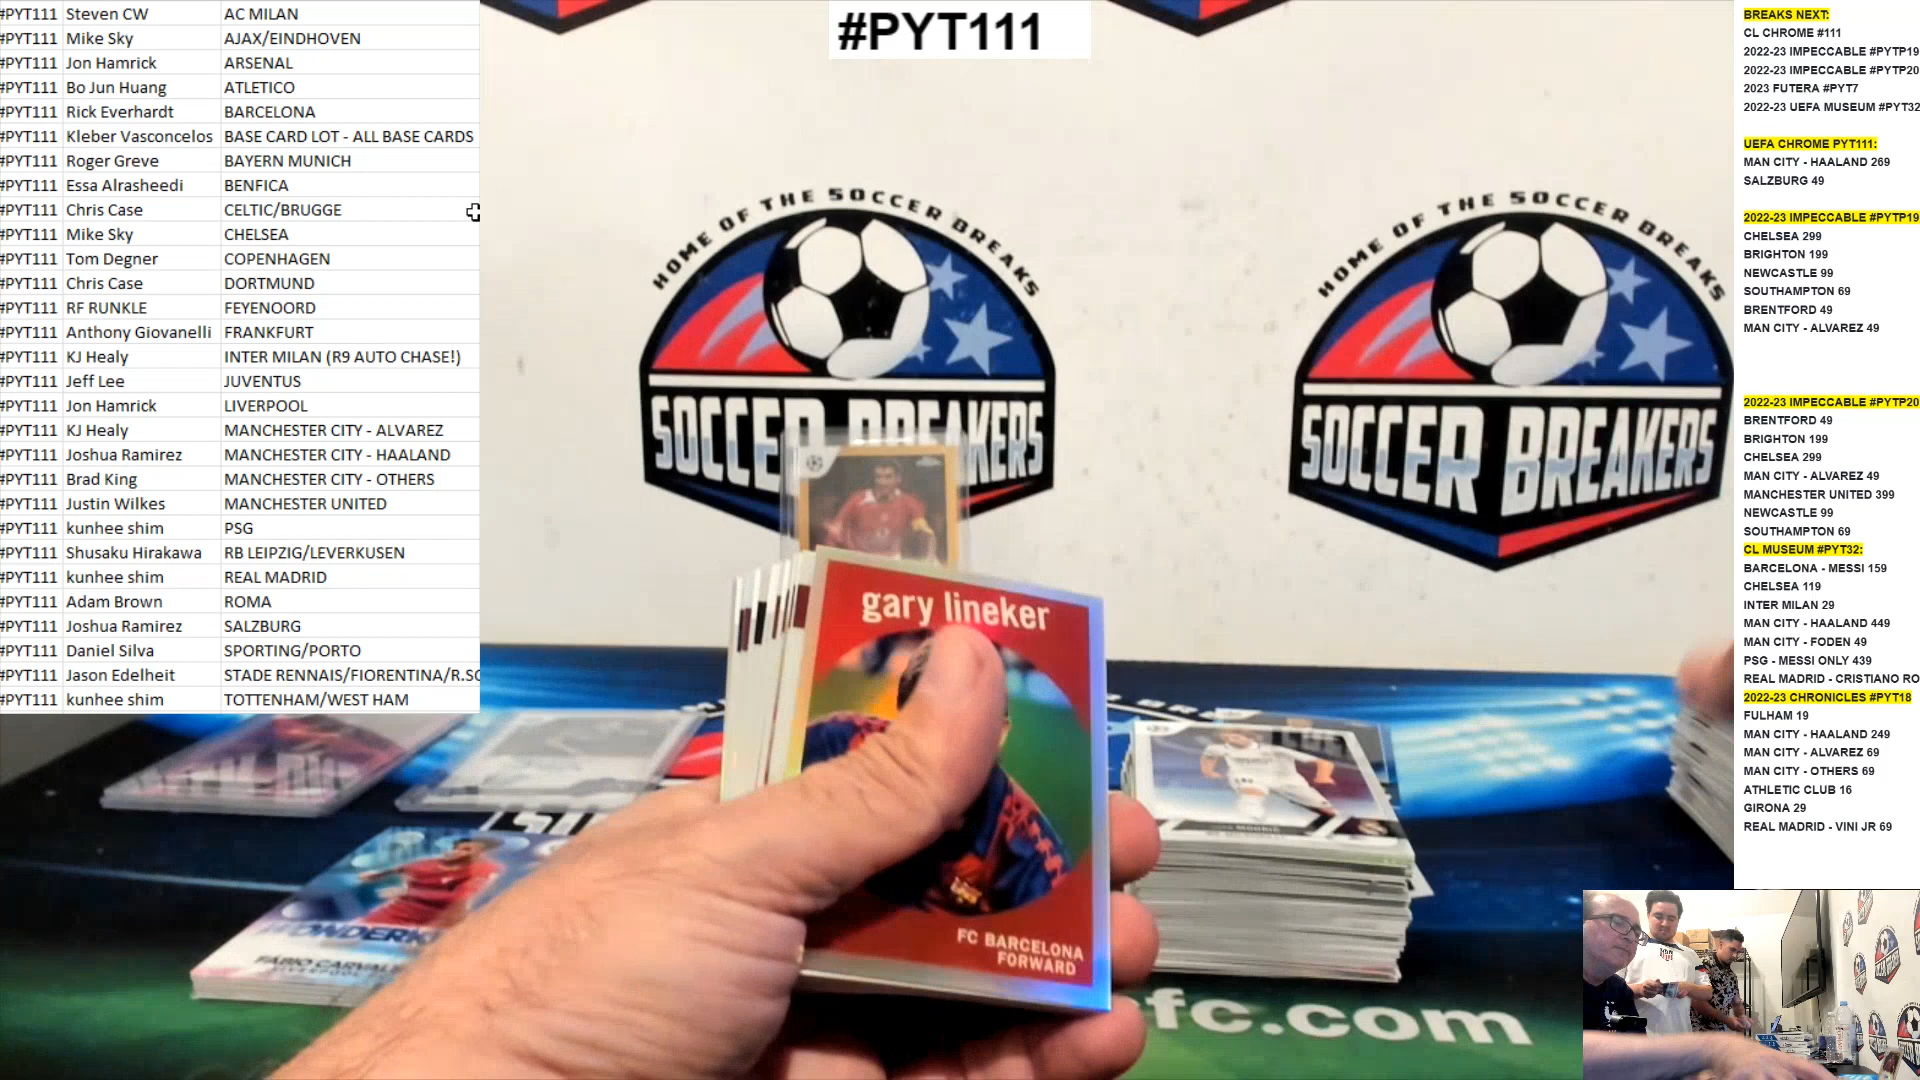 #PYT111 Steven CW AC MILAN
#PYT111 Mike Sky AJAX/EINDHOVEN
#PYT111 Jon Hamrick ARSENAL
#PYT111 Bo Jun Huang ATLETICO
#PYT111 Rick Everhardt BARCELONA
#PYT111 Kleber Vasconcelos BASE CARD LOT - ALL BASE CARDS
#PYT111 Roger Greve BAYERN MUNICH
#PYT111 Essa Alrasheedi BENFICA
#PYT111 Chris Case CELTIC/BRUGGE
#PYT111 Mike Sky CHELSEA
#PYT111 Tom Degner COPENHAGEN
#PYT111 Chris Case DORTMUND
#PYT111 RF RUNKLE FEYENOORD
#PYT111 Anthony Giovanelli FRANKFURT
#PYT111 KJ Healy INTER MILAN (R9 AUTO CHASE!)
#PYT111 Jeff Lee JUVENTUS
#PYT111 Jon Hamrick LIVERPOOL
#PYT111 KJ Healy MANCHESTER CITY - ALVAREZ
#PYT111 Joshua Ramirez MANCHESTER CITY - HAALAND
#PYT111 Brad King MANCHESTER CITY - OTHERS
#PYT111 Justin Wilkes MANCHESTER UNITED
#PYT111 kunhee shim PSG
#PYT111 Shusaku Hirakawa RB LEIPZIG/LEVERKUSEN
#PYT111 kunhee shim REAL MADRID
#PYT111 Adam Brown ROMA
#PYT111 Joshua Ramirez SALZBURG
#PYT111 Daniel Silva SPORTING/PORTO
#PYT111 Jason Edelheit STADE RENNAIS/FIORENTINA/R.SO
#PYT111 kunhee shim TOTTENHAM/WEST HAM
#PYT111
HOME OF THE SOCCER BREAKS
SOCCER BREAKERS
HOME OF THE SOCCER BREAKS
SOCCER BREAKERS
gary lineker
FC BARCELONA
FORWARD
WONDERK
FABIO CARVAL
LIVERPOOL
MODRIC
fc.com
BREAKS NEXT:
CL CHROME #111
2022-23 IMPECCABLE #PYTP19
2022-23 IMPECCABLE #PYTP20
2023 FUTERA #PYT7
2022-23 UEFA MUSEUM #PYT32
UEFA CHROME PYT111:
MAN CITY - HAALAND 269
SALZBURG 49
2022-23 IMPECCABLE #PYTP19
CHELSEA 299
BRIGHTON 199
NEWCASTLE 99
SOUTHAMPTON 69
BRENTFORD 49
MAN CITY - ALVAREZ 49
2022-23 IMPECCABLE #PYTP20
BRENTFORD 49
BRIGHTON 199
CHELSEA 299
MAN CITY - ALVAREZ 49
MANCHESTER UNITED 399
NEWCASTLE 99
SOUTHAMPTON 69
CL MUSEUM #PYT32:
BARCELONA - MESSI 159
CHELSEA 119
INTER MILAN 29
MAN CITY - HAALAND 449
MAN CITY - FODEN 49
PSG - MESSI ONLY 439
REAL MADRID - CRISTIANO RO
2022-23 CHRONICLES #PYT18
FULHAM 19
MAN CITY - HAALAND 249
MAN CITY - ALVAREZ 69
MAN CITY - OTHERS 69
ATHLETIC CLUB 16
GIRONA 29
REAL MADRID - VINI JR 69